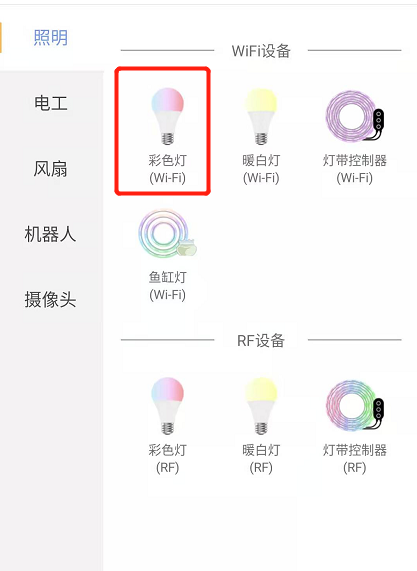 照明
电工
风扇
机器人
摄像头
WiFi设备
彩色灯
(Wi-Fi)
暖白灯
(Wi-Fi)
灯带控制器
(Wi-Fi)
鱼缸灯
(Wi-Fi)
RF设备
彩色灯
(RF)
暖白灯
(RF)
灯带控制器
(RF)